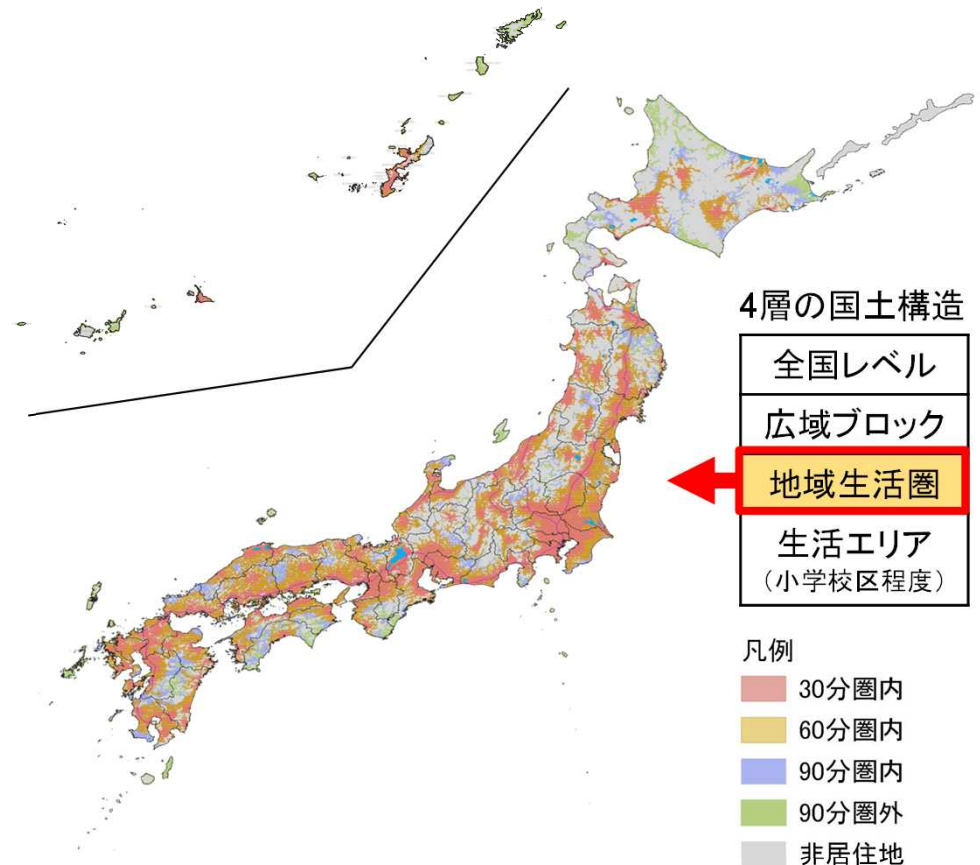 4層の国土構造
全国レベル
広域ブロック
地域生活圏
生活エリア
(小学校区程度)
凡例
30分圏内
60分圏内
90分圏内
90分圏外
非居住地